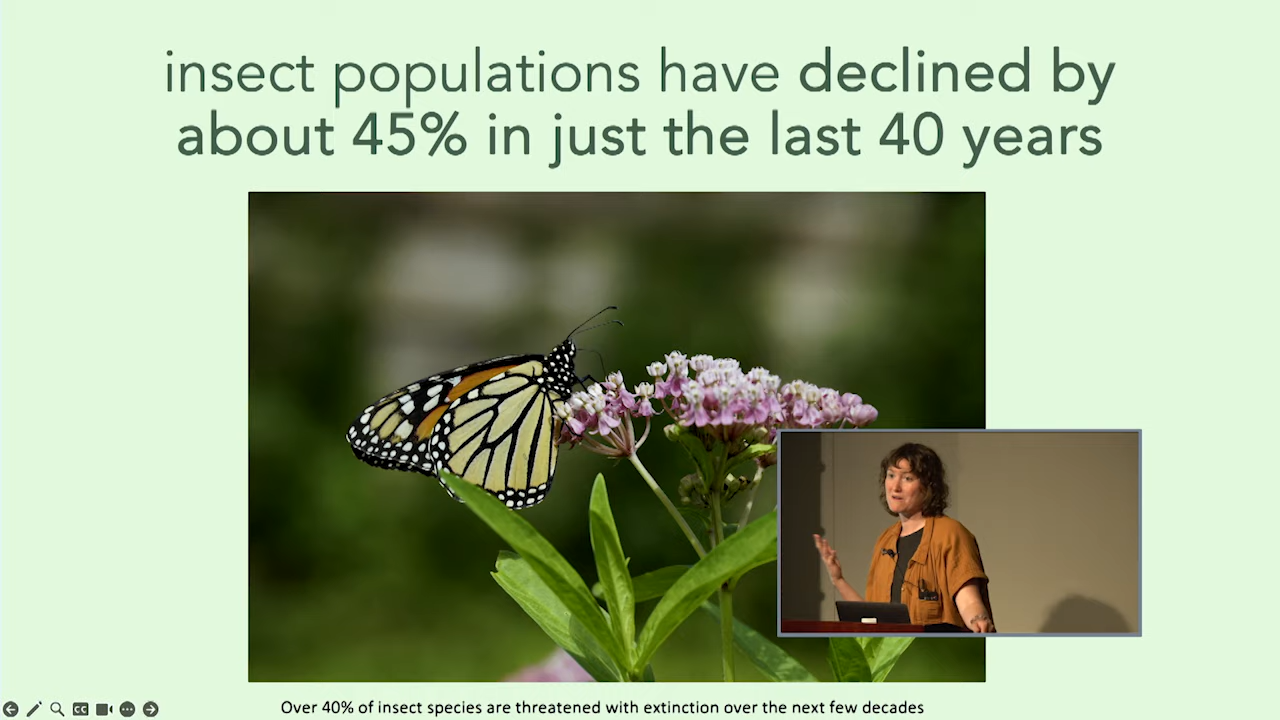 insect populations have declined by
about 45% in just the last 40 years
CC
Over 40% of insect species are threatened with extinction over the next few decades